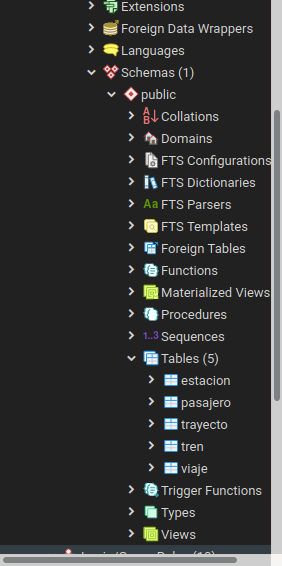 Extensions
Foreign Data Wrappers
Languages
Schemas (1)
public
Collations
Domains
FTS Configurations
FTS Dictionaries
Aa FTS Parsers
FTS Templates
Foreign Tables
Functions
Materialized Views
Procedures
1..3 Sequences
Tables (5)
estacion
pasajero
trayecto
tren
viaje
Trigger Functions
Types
Views